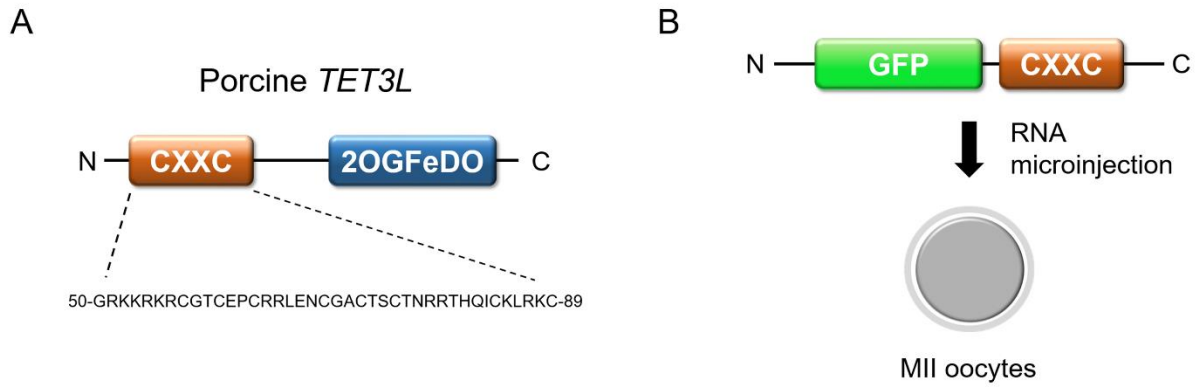 A
Porcine TET3L
N CXXC 2OGFeDO C
50-GRKKRKRCGTCEPCRRLENCGACTSCTNRRTHQICKLRKC-89
B
N GFP CXXC C
RNA
microinjection
MII oocytes